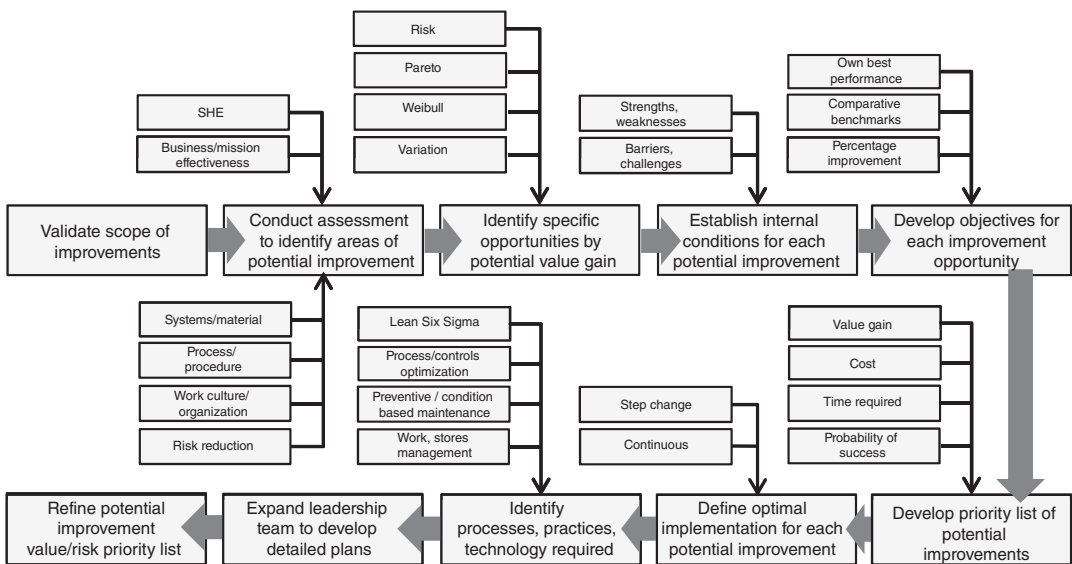 Risk
Pareto
Weibull
Variation
SHE
Business/mission
effectiveness
Strengths,
weaknesses
Barriers,
challenges
Own best
performance
Comparative
benchmarks
Percentage
improvement
Validate scope of
improvements
Conduct assessment
to identify areas of
potential improvement
Identify specific
opportunities by
potential value gain
Establish internal
conditions for each
potential improvement
Develop objectives for
each improvement
opportunity
Systems/material
Process/
procedure
Work culture/
organization
Risk reduction
Lean Six Sigma
Process/controls
optimization
Preventive / condition
based maintenance
Work, stores
management
Step change
Continuous
Value gain
Cost
Time required
Probability of
success
Refine potential
improvement
value/risk priority list
Expand leadership
team to develop
detailed plans
Identify
processes, practices,
technology required
Define optimal
implementation for each
potential improvement
Develop priority list of
potential
improvements